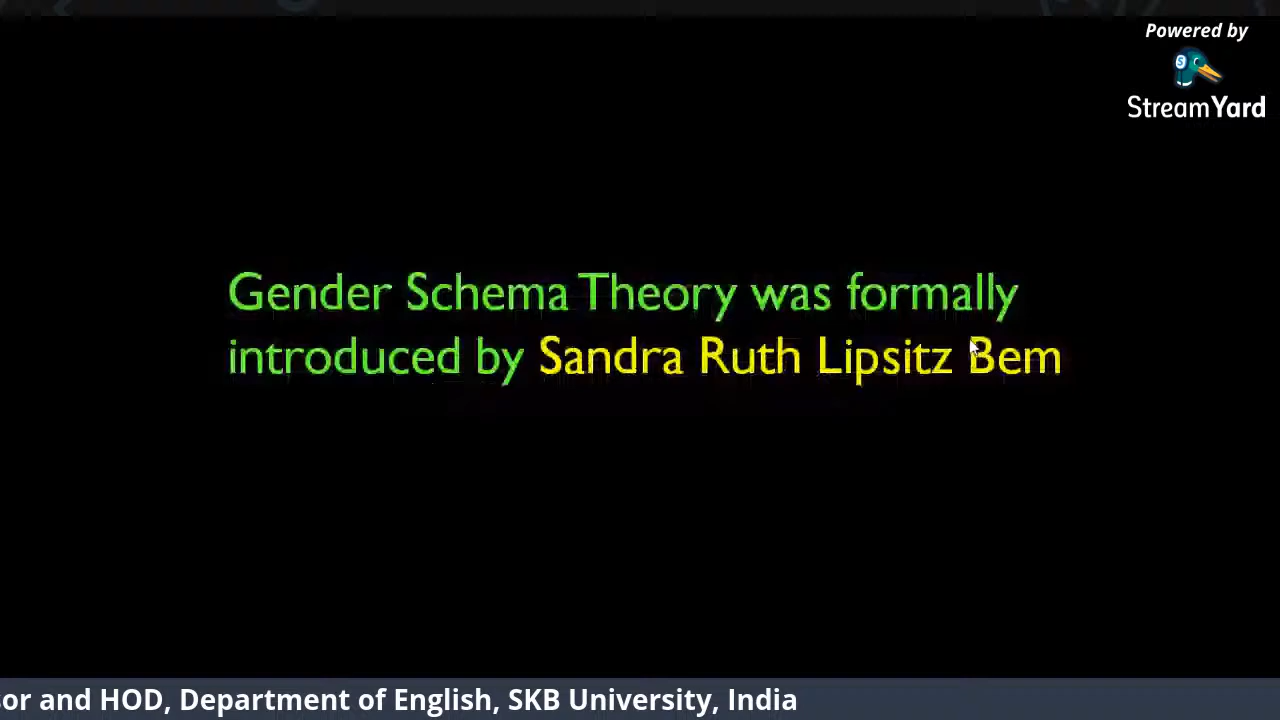 Powered by
StreamYard
Gender Schema Theory was formally
introduced by Sandra Ruth Lipsitz Bem
and HOD, Department of English, SKB University, India